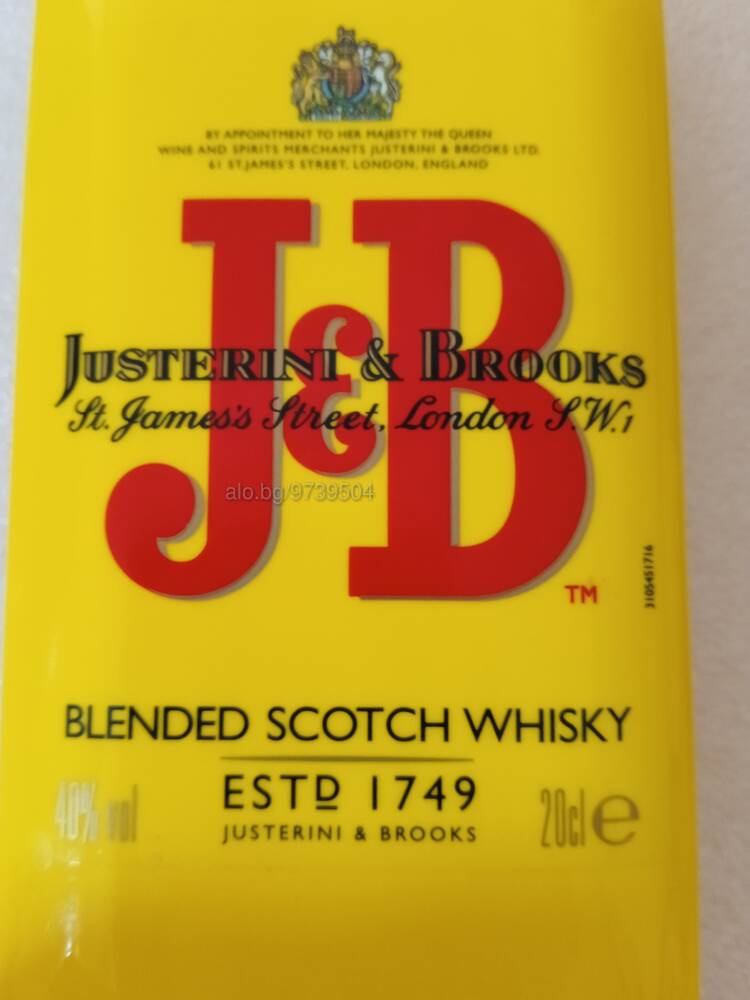 BY APPOINTMENT TO HER MAJESTY THE QUEEN
WINE AND SPIRITS MERCHANTS JUSTERINI & BROOKS LTD.
61 ST.JAMES'S STREET, LONDON, ENGLAND
J&B
JUSTERINI & BROOKS
St. James's Street, London S.W.1
alo.bg/9739504
TM
3105451716
BLENDED SCOTCH WHISKY
ESTD 1749
40% vol
JUSTERINI & BROOKS
20cl e